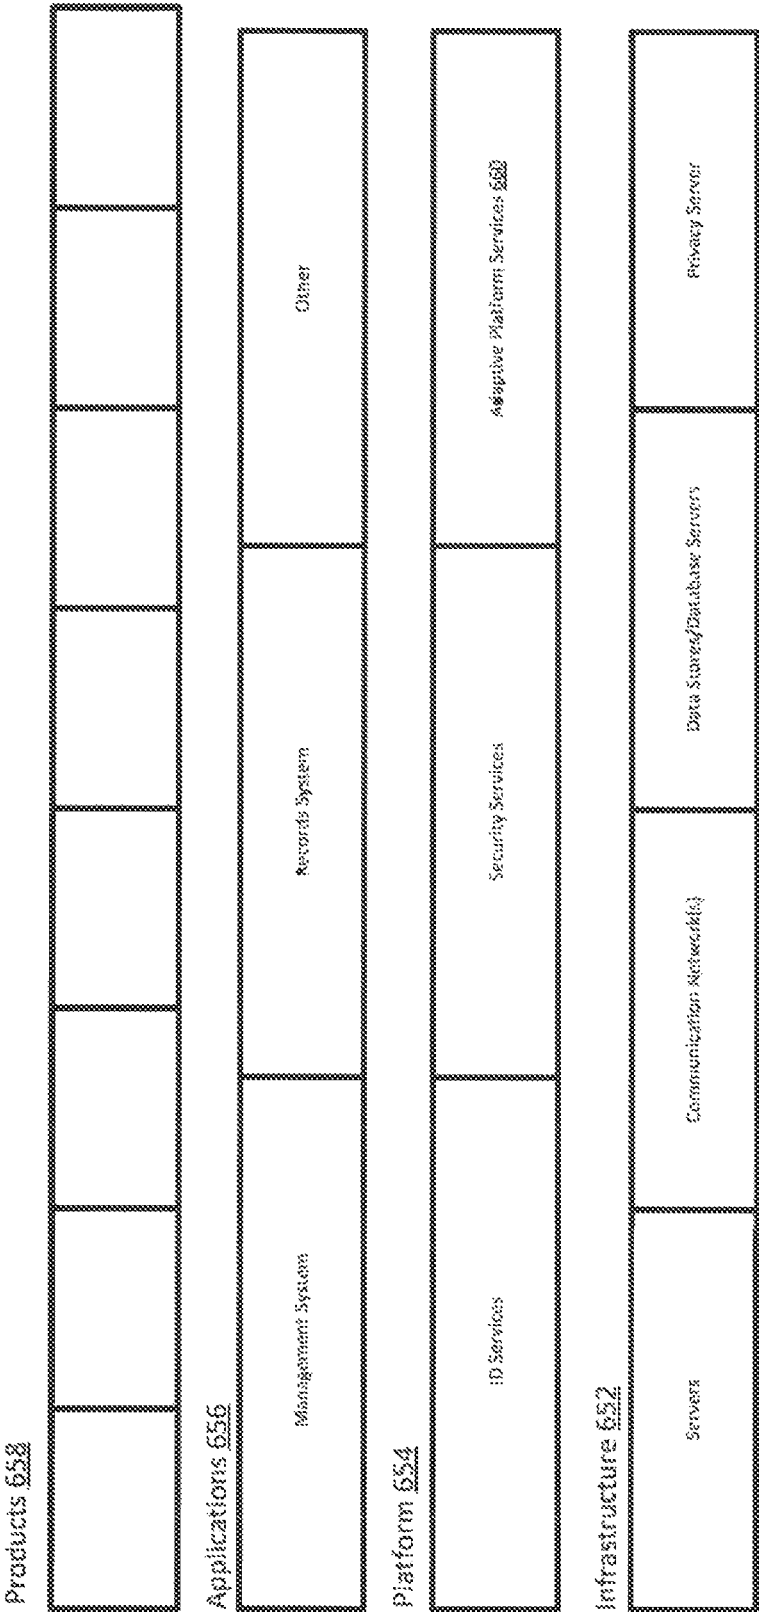 Products 658
Applications 656
Management System
Records System
Other
Platform 654
ID Services
Security Services
Adaptive Platform Services 660
Infrastructure 652
Servers
Communication Network(s)
Data Stores/Database Servers
Privacy Server